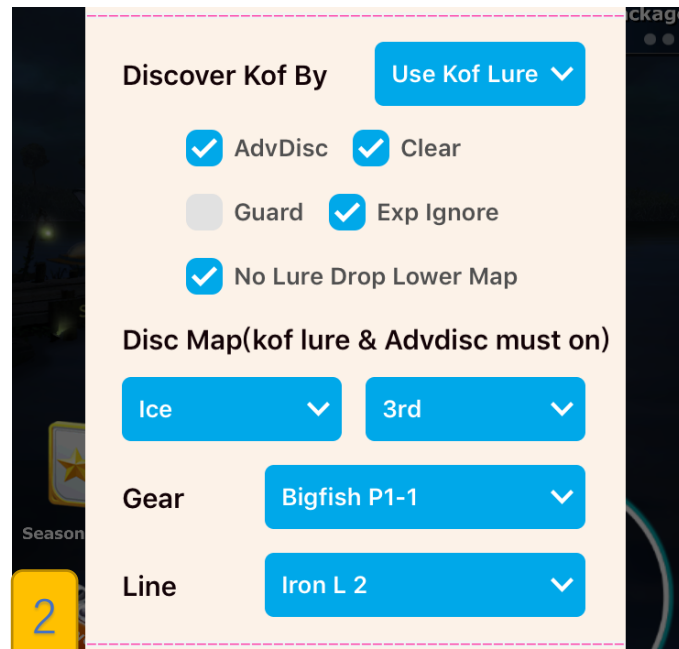 ckag
Discover Kof By Use Kof Lure
AdvDisc Clear
Guard Exp Ignore
No Lure Drop Lower Map
Disc Map(kof lure & Advdisc must on)
Ice 3rd
Gear Bigfish P1-1
Season
Line Iron L 2
2